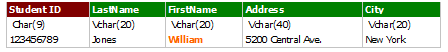 Student ID LastName FirstName Address City
Char(9) Vchar(20) Vchar(20) Vchar(40) Vchar(20)
123456789 Jones William 5200 Central Ave. New York